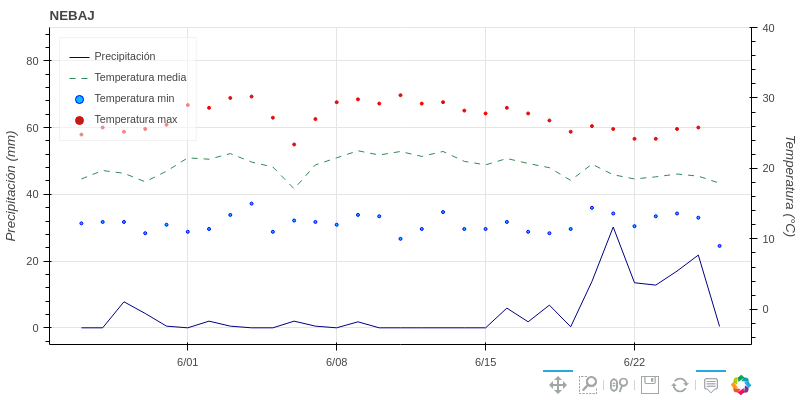 NEBAJ
Precipitación
Temperatura media
Temperatura min
Temperatura max
Precipitación (mm)
80
60
40
20
0
40
30
20
10
0
Temperatura (°C)
6/01
6/08
6/15
6/22